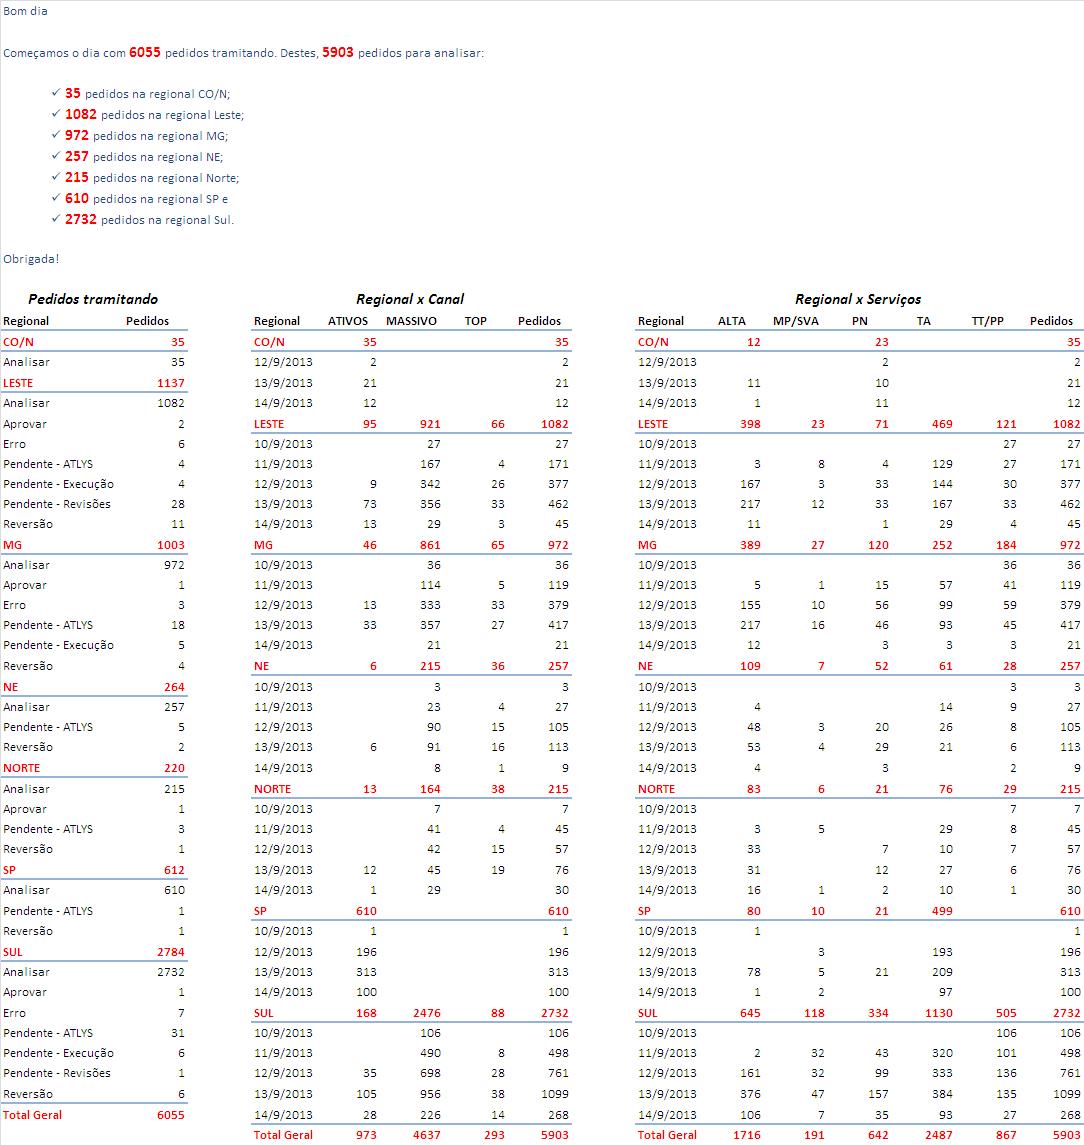 Bom dia
Começamos o dia com 6055 pedidos tramitando. Destes, 5903 pedidos para analisar:
✓ 35 pedidos na regional CO/N;
✓ 1082 pedidos na regional Leste;
✓ 972 pedidos na regional MG;
✓ 257 pedidos na regional NE;
✓ 215 pedidos na regional Norte;
✓ 610 pedidos na regional SP e
✓ 2732 pedidos na regional Sul.
Obrigada!
Pedidos tramitando
Regional Pedidos
CO/N 35
Analisar 35
LESTE 1137
Analisar 1082
Aprovar 2
Erro 6
Pendente - ATLYS 4
Pendente - Execução 4
Pendente - Revisões 28
Reversão 11
MG 1003
Analisar 972
Aprovar 1
Erro 3
Pendente - ATLYS 18
Pendente - Execução 5
Reversão 4
NE 264
Analisar 257
Pendente - ATLYS 5
Reversão 2
NORTE 220
Analisar 215
Aprovar 1
Pendente - ATLYS 3
Reversão 1
SP 612
Analisar 610
Pendente - ATLYS 1
Reversão 1
SUL 2784
Analisar 2732
Aprovar 1
Erro 7
Pendente - ATLYS 31
Pendente - Execução 6
Pendente - Revisões 1
Reversão 6
Total Geral 6055
Regional x Canal
Regional ATIVOS MASSIVO TOP Pedidos
CO/N 35 35
12/9/2013 2 2
13/9/2013 21 21
14/9/2013 12 12
LESTE 95 921 66 1082
10/9/2013 27 27
11/9/2013 167 4 171
12/9/2013 9 342 26 377
13/9/2013 73 356 33 462
14/9/2013 13 29 3 45
MG 46 861 65 972
10/9/2013 36 36
11/9/2013 114 5 119
12/9/2013 13 333 33 379
13/9/2013 33 357 27 417
14/9/2013 21 21
NE 6 215 36 257
10/9/2013 3 3
11/9/2013 23 4 27
12/9/2013 90 15 105
13/9/2013 6 91 16 113
14/9/2013 8 1 9
NORTE 13 164 38 215
10/9/2013 7 7
11/9/2013 41 4 45
12/9/2013 42 15 57
13/9/2013 12 45 19 76
14/9/2013 1 29 30
SP 610 610
10/9/2013 1 1
12/9/2013 196 196
13/9/2013 313 313
14/9/2013 100 100
SUL 168 2476 88 2732
10/9/2013 106 106
11/9/2013 490 8 498
12/9/2013 35 698 28 761
13/9/2013 105 956 38 1099
14/9/2013 28 226 14 268
Total Geral 973 4637 293 5903
Regional x Serviços
Regional ALTA MP/SVA PN TA TT/PP Pedidos
CO/N 12 23 35
12/9/2013 2 2
13/9/2013 11 10 21
14/9/2013 1 11 12
LESTE 398 23 71 469 121 1082
10/9/2013 27 27
11/9/2013 3 8 4 129 27 171
12/9/2013 167 3 33 144 30 377
13/9/2013 217 12 33 167 33 462
14/9/2013 11 1 29 4 45
MG 389 27 120 252 184 972
10/9/2013 36 36
11/9/2013 5 1 15 57 41 119
12/9/2013 155 10 56 99 59 379
13/9/2013 217 16 46 93 45 417
14/9/2013 12 3 3 3 21
NE 109 7 52 61 28 257
10/9/2013 3 3
11/9/2013 4 14 9 27
12/9/2013 48 3 20 26 8 105
13/9/2013 53 4 29 21 6 113
14/9/2013 4 3 2 9
NORTE 83 6 21 76 29 215
10/9/2013 7 7
11/9/2013 3 5 29 8 45
12/9/2013 33 7 10 7 57
13/9/2013 31 12 27 6 76
14/9/2013 16 1 2 10 1 30
SP 80 10 21 499 610
10/9/2013 1 1
12/9/2013 3 193 196
13/9/2013 78 5 21 209 313
14/9/2013 1 2 97 100
SUL 645 118 334 1130 505 2732
10/9/2013 106 106
11/9/2013 2 32 43 320 101 498
12/9/2013 161 32 99 333 136 761
13/9/2013 376 47 157 384 135 1099
14/9/2013 106 7 35 93 27 268
Total Geral 1716 191 642 2487 867 5903